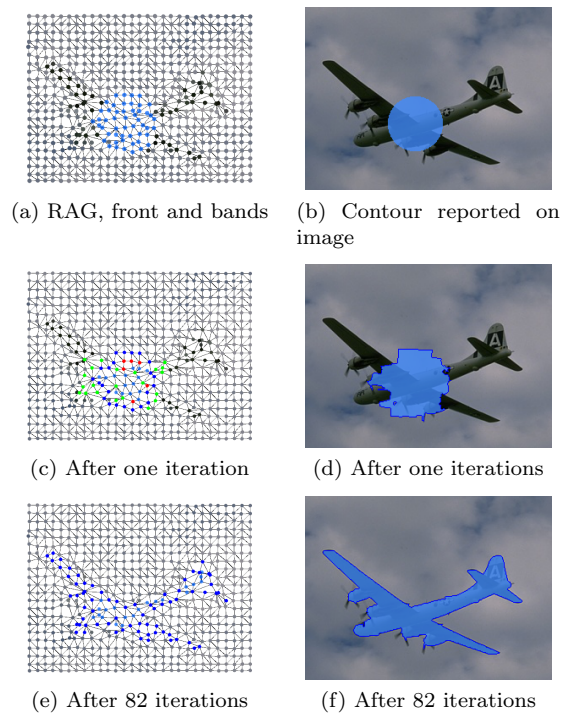 A
(a) RAG, front and bands
(b) Contour reported on
image
(c) After one iteration
(d) After one iterations
A
(e) After 82 iterations
(f) After 82 iterations